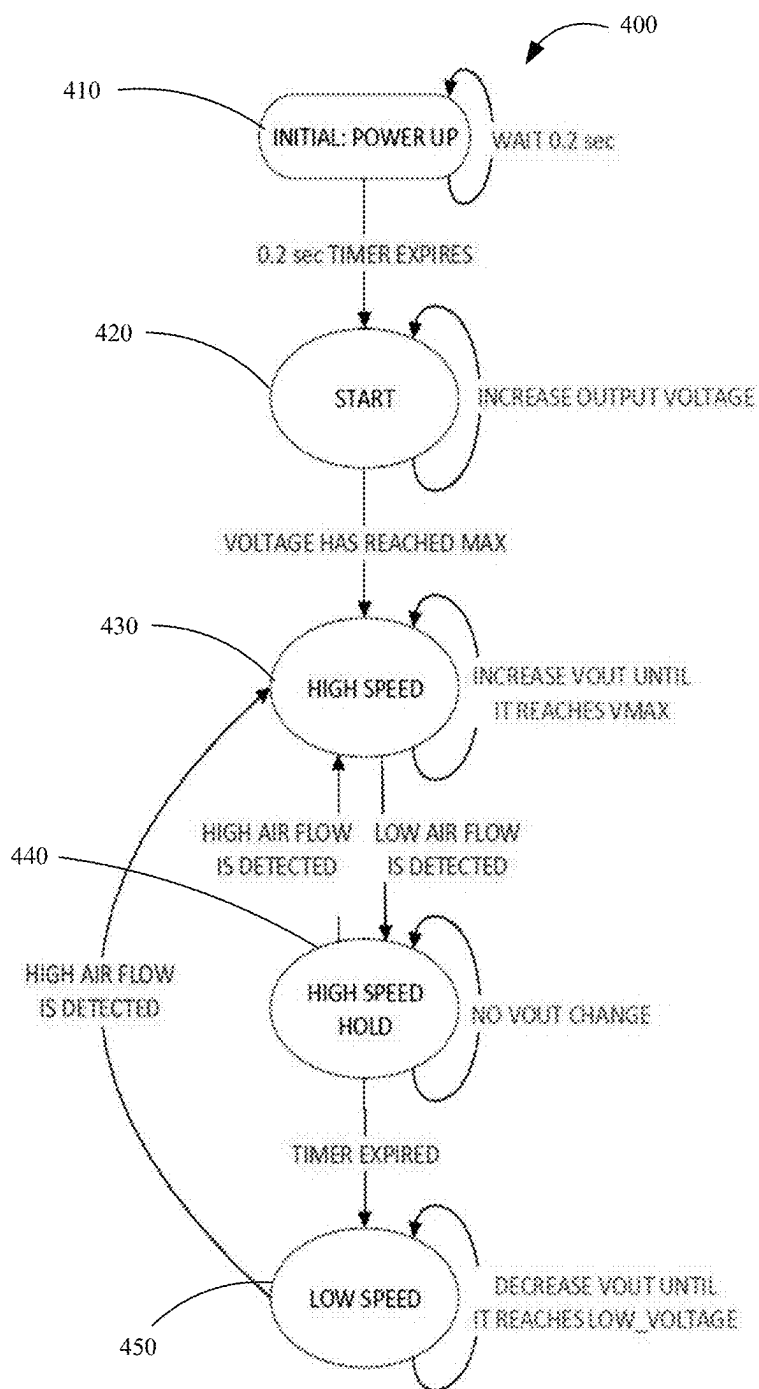 400
410
INITIAL: POWER UP
WAIT 0.2 sec
0.2 sec TIMER EXPIRES
420
START
INCREASE OUTPUT VOLTAGE
VOLTAGE HAS REACHED MAX
430
HIGH SPEED
INCREASE VOUT UNTIL
IT REACHES VMAX
HIGH AIR FLOW
IS DETECTED
LOW AIR FLOW
IS DETECTED
440
HIGH AIR FLOW
IS DETECTED
HIGH SPEED
HOLD
NO VOUT CHANGE
TIMER EXPIRED
LOW SPEED
DECREASE VOUT UNTIL
IT REACHES LOW_VOLTAGE
450